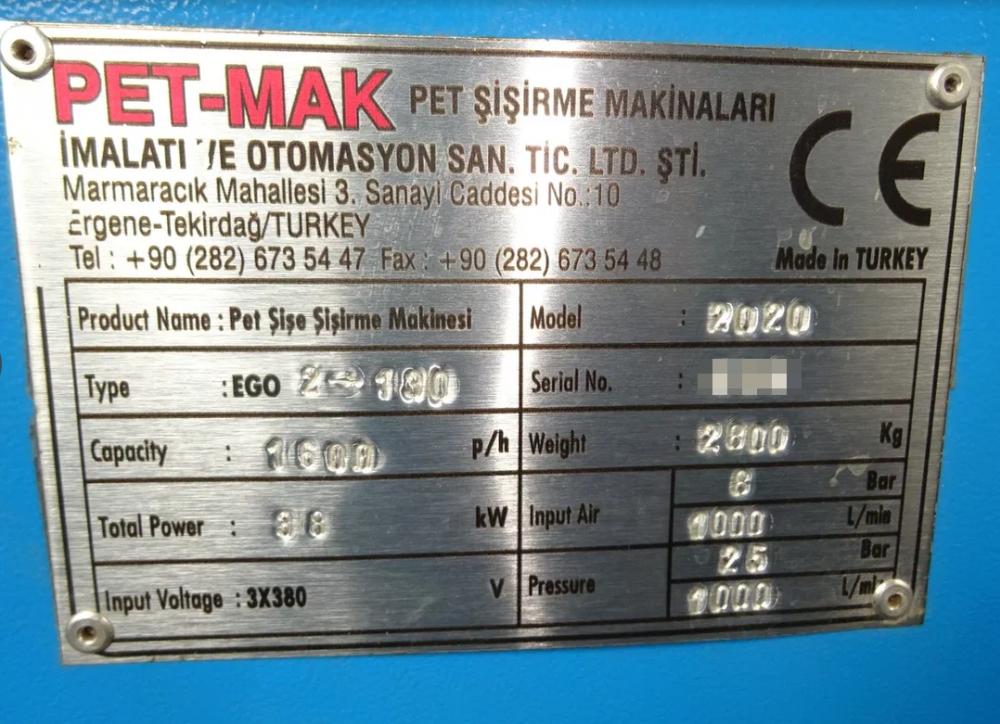 PET-MAK PET ŞİŞİRME MAKİNALARI
İMALATI VE OTOMASYON SAN. TİC. LTD. ŞTİ.
Marmaracık Mahallesi 3. Sanayi Caddesi No.:10
Ergene-Tekirdağ/TURKEY
Tel : +90 (282) 673 54 47 Fax : +90 (282) 673 54 48
CE
Made in TURKEY
Product Name : Pet Şişe Şişirme Makinesi
Model : 2020
Type : EGO
Serial No. :
Capacity : 1600 p/h
Weight : Kg
Total Power : kW
Input Air Bar
1000 L/min
Input Voltage : 3X380 V
Pressure 25 Bar
1000 L/min